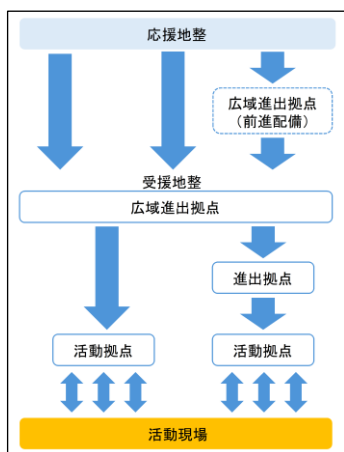 応援地整
広域進出拠点
（前進配備）
受援地整
広域進出拠点
進出拠点
活動拠点
活動拠点
活動現場